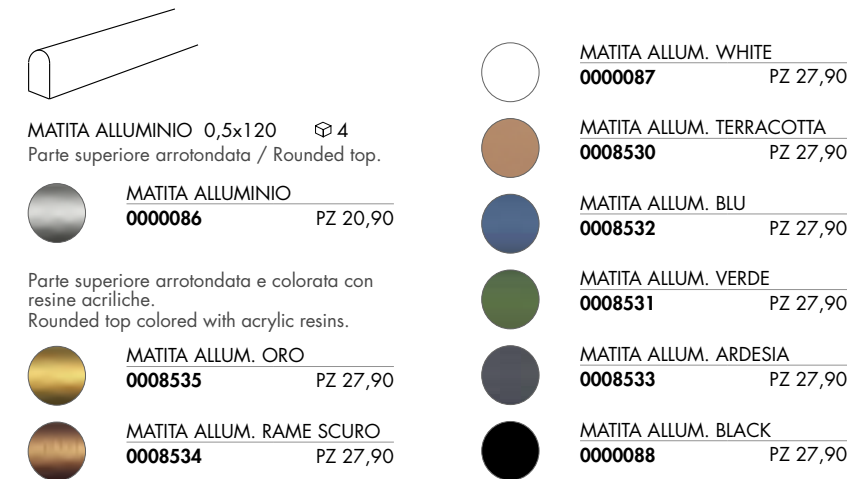 MATITA ALLUMINIO 0,5x120 4
Parte superiore arrotondata / Rounded top.
MATITA ALLUMINIO
0000086 PZ 20,90
Parte superiore arrotondata e colorata con
resine acriliche.
Rounded top colored with acrylic resins.
MATITA ALLUM. ORO
0008535 PZ 27,90
MATITA ALLUM. RAME SCURO
0008534 PZ 27,90
MATITA ALLUM. WHITE
0000087 PZ 27,90
MATITA ALLUM. TERRACOTTA
0008530 PZ 27,90
MATITA ALLUM. BLU
0008532 PZ 27,90
MATITA ALLUM. VERDE
0008531 PZ 27,90
MATITA ALLUM. ARDESIA
0008533 PZ 27,90
MATITA ALLUM. BLACK
0000088 PZ 27,90